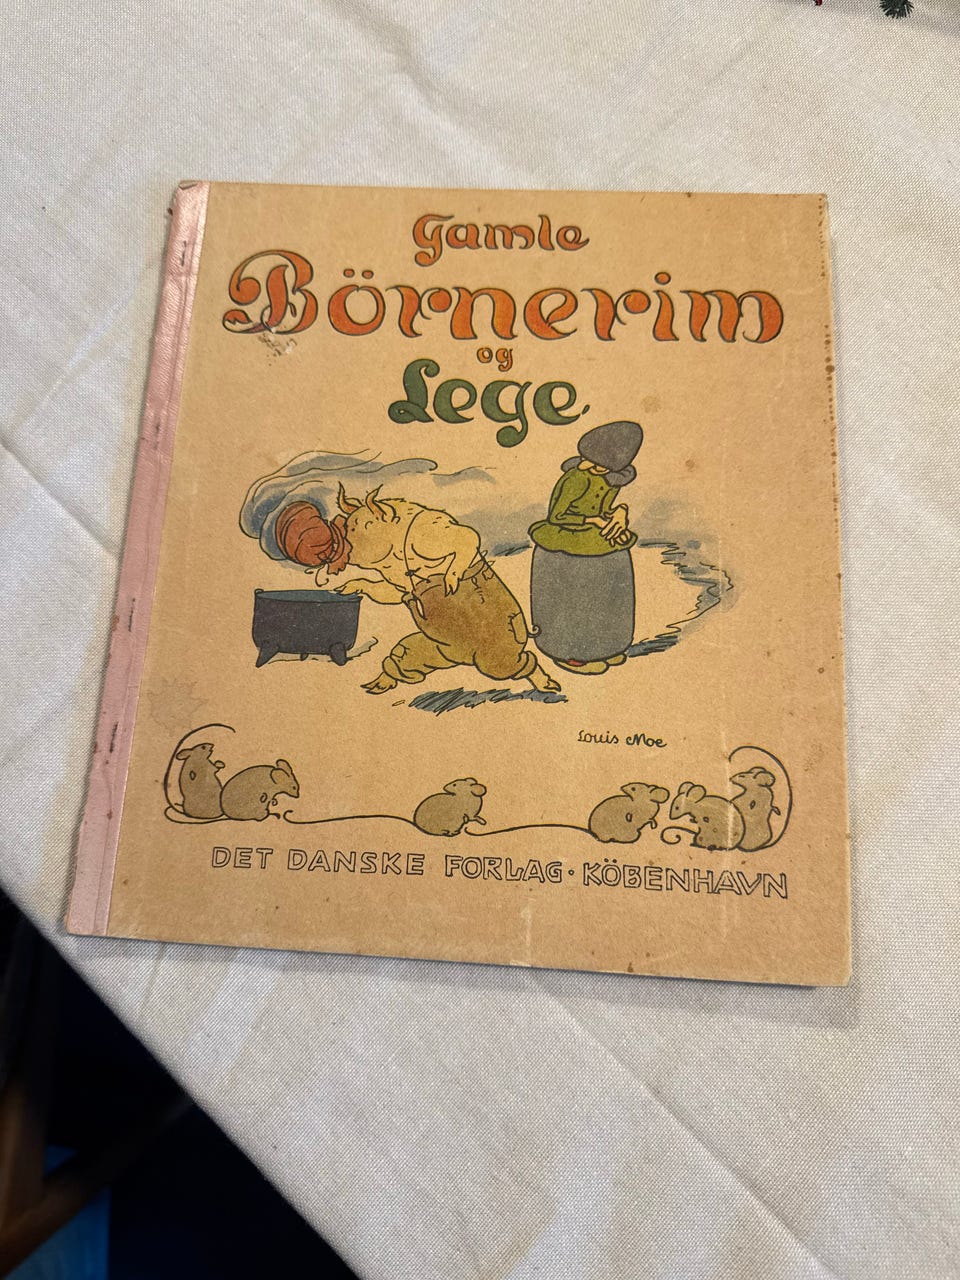 Gamle
Börnerim
og
Lege
Louis Moe
DET DANSKE FORLAG · KÖBENHAVN